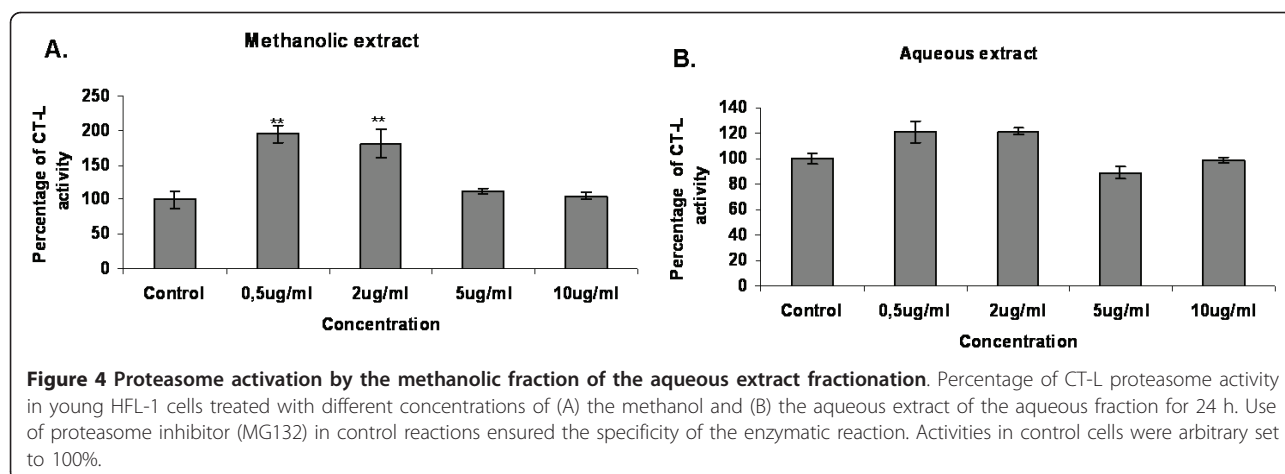 A.
Methanolic extract
Percentage of CT-L
activity
250
200
150
100
50
0
**
**
Control 0,5ug/ml 2ug/ml 5ug/ml 10ug/ml
Concentration
B.
Aqueous extract
Percentage of CT-L
activity
140
120
100
80
60
40
20
0
Control 0,5ug/ml 2ug/ml 5ug/ml 10ug/ml
Concentration
Figure 4 Proteasome activation by the methanolic fraction of the aqueous extract fractionation. Percentage of CT-L proteasome activity
in young HFL-1 cells treated with different concentrations of (A) the methanol and (B) the aqueous extract of the aqueous fraction for 24 h. Use
of proteasome inhibitor (MG132) in control reactions ensured the specificity of the enzymatic reaction. Activities in control cells were arbitrary set
to 100%.